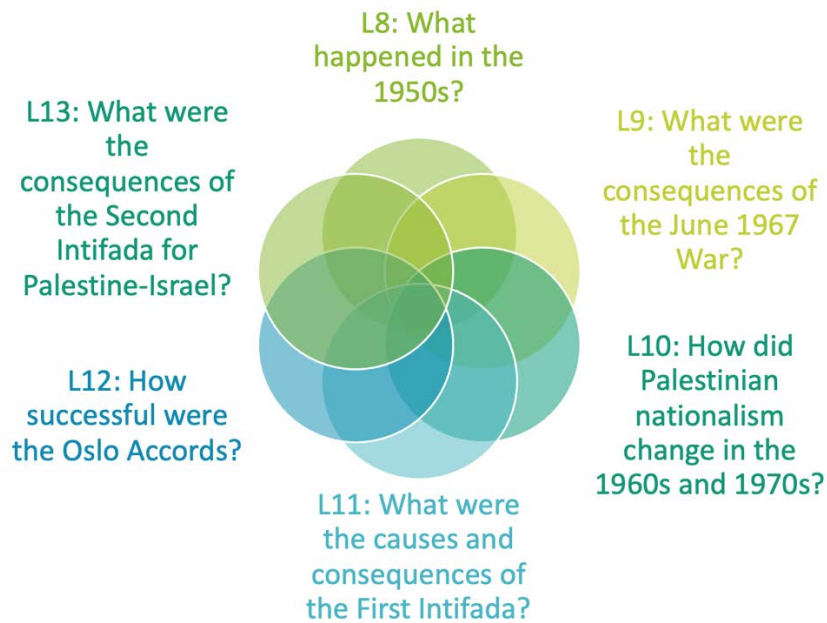 L8: What
happened in the
1950s?
L9: What were
the
consequences of
the June 1967
War?
L10: How did
Palestinian
nationalism
change in the
1960s and 1970s?
L11: What were
the causes and
consequences of
the First Intifada?
L12: How
successful were
the Oslo Accords?
L13: What were
the
consequences of
the Second
Intifada for
Palestine-Israel?